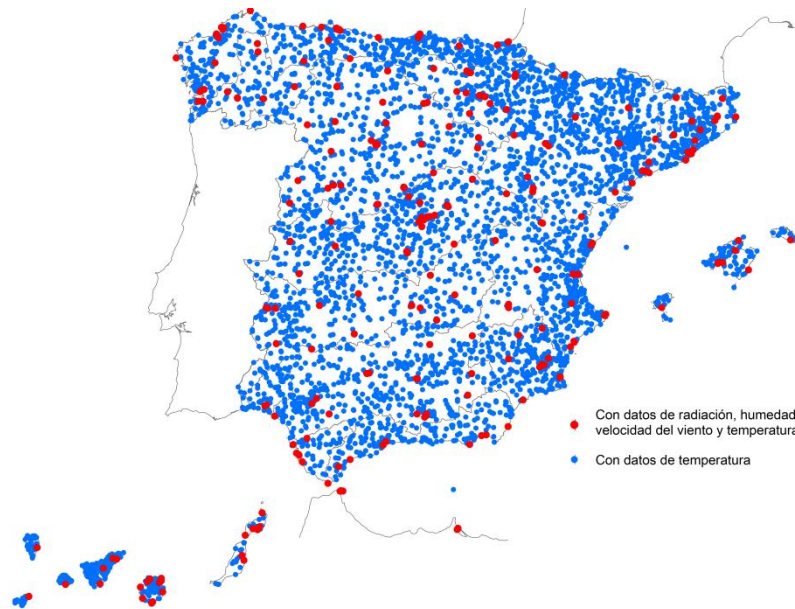 Con datos de radiación, humedad
velocidad del viento y temperatura
Con datos de temperatura